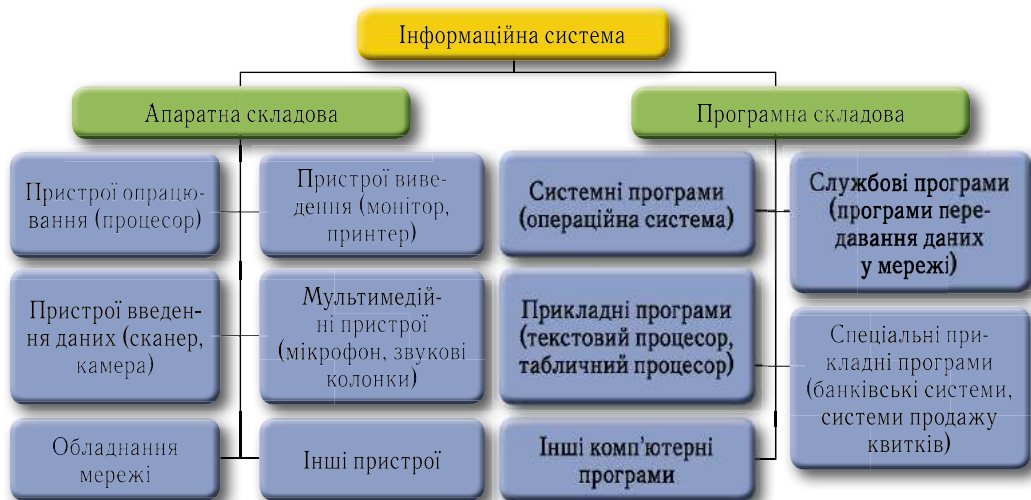 Інформаційна система
Апаратна складова
Програмна складова
Пристрої опрацю-
вання (процесор)
Пристрої виве-
дення (монітор,
принтер)
Системні програми
(операційна система)
Службові програми
(програми пере-
давання даних
у мережі)
Пристрої введен-
ня даних (сканер,
камера)
Мультимедій-
ні пристрої
(мікрофон, звукові
колонки)
Прикладні програми
(текстовий процесор,
табличний процесор)
Спеціальні при-
кладні програми
(банківські системи,
системи продажу
квитків)
Обладнання
мережі
Інші пристрої
Інші комп’ютерні
програми